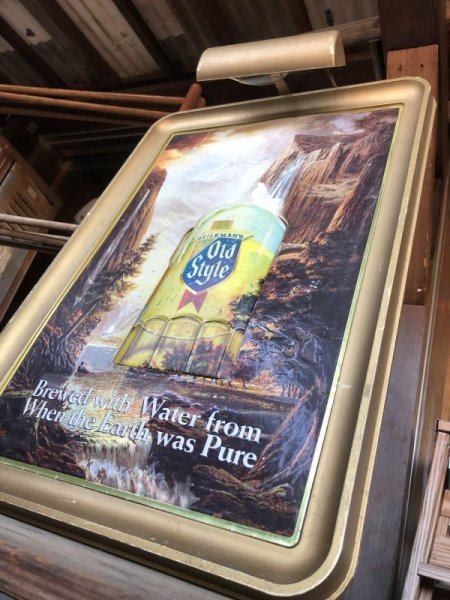 HEILEMAN'S
Old
Style
Brewed with Water from
When the Earth was Pure